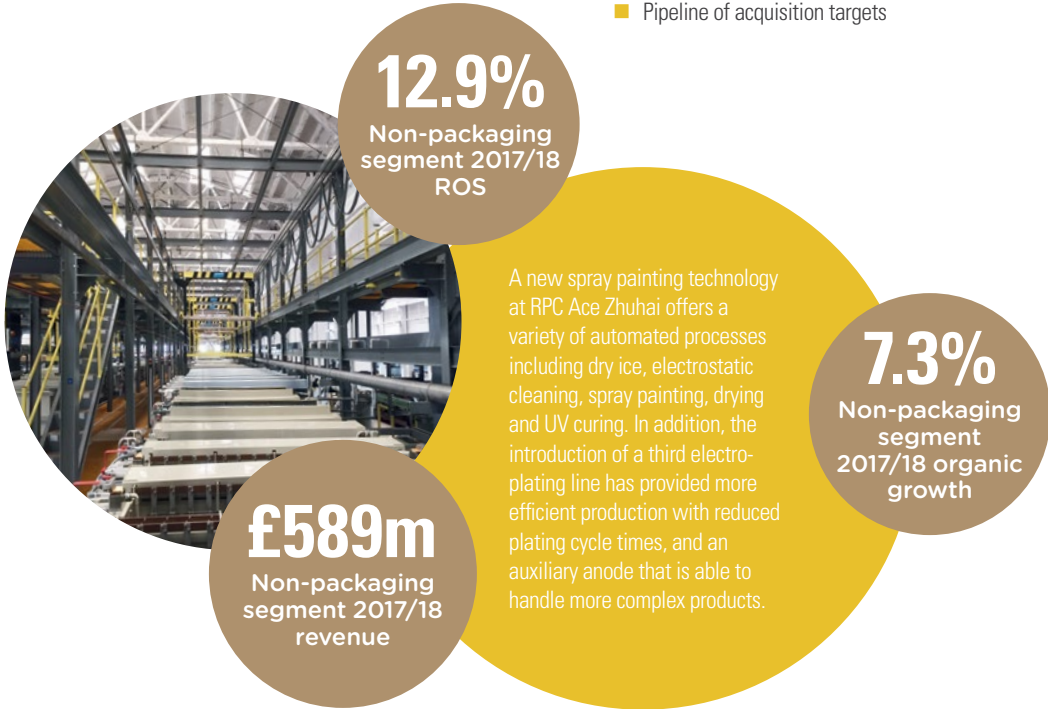 Pipeline of acquisition targets
12.9%
Non-packaging
segment 2017/18
ROS
A new spray painting technology
at RPC Ace Zhuhai offers a
variety of automated processes
including dry ice, electrostatic
cleaning, spray painting, drying
and UV curing. In addition, the
introduction of a third electro-
plating line has provided more
efficient production with reduced
plating cycle times, and an
auxiliary anode that is able to
handle more complex products.
7.3%
Non-packaging
segment
2017/18 organic
growth
£589m
Non-packaging
segment 2017/18
revenue